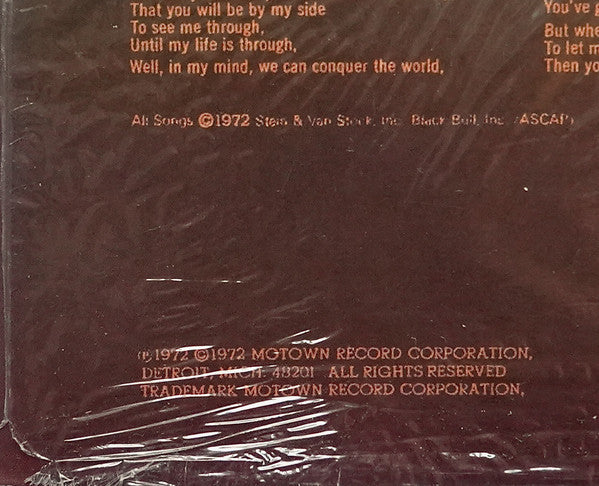 That you will be by my side
To see me through,
Until my life is through,
Well, in my mind, we can conquer the world,
You've g
But whe
To let m
Then yo
All Songs ©1972 Stein & Van Stock, Inc. Black Bull, Inc. (ASCAP)
℗1972 ©1972 MOTOWN RECORD CORPORATION,
DETROIT, MICH. 48201 ALL RIGHTS RESERVED
TRADEMARK MOTOWN RECORD CORPORATION,